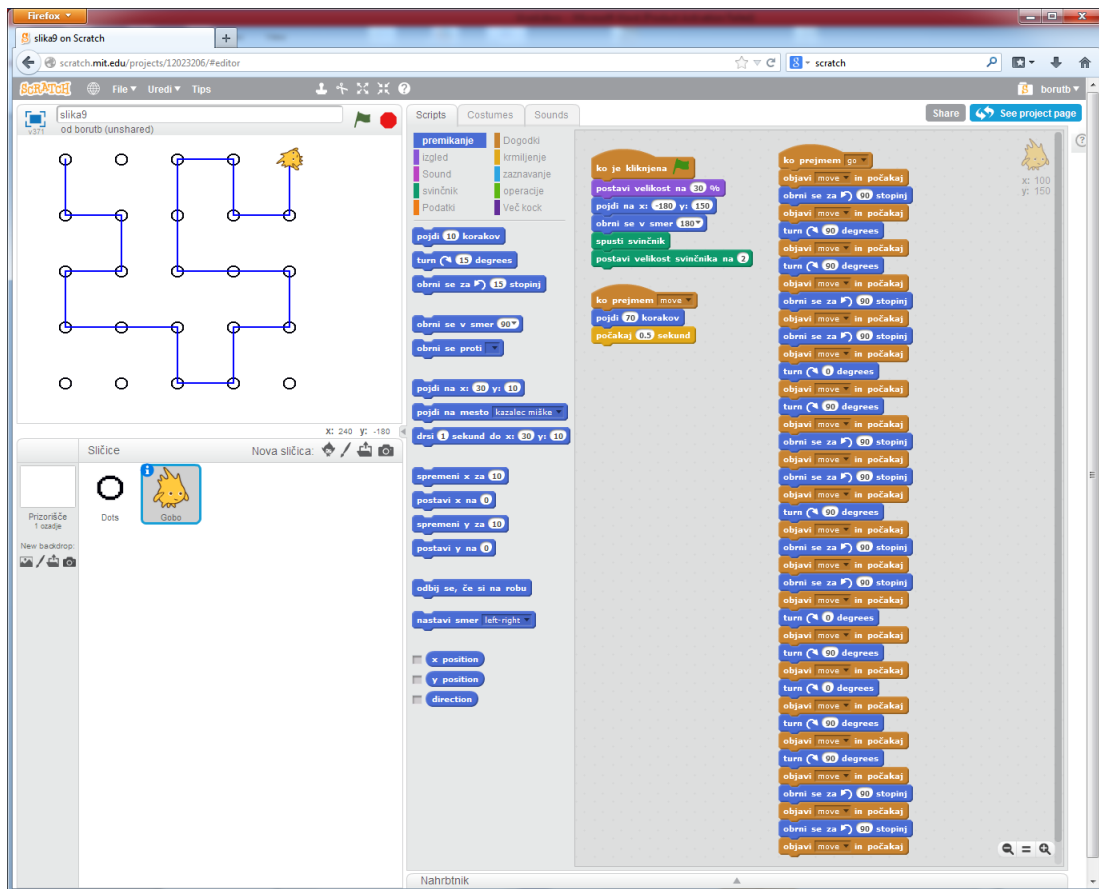 Firefox
slika9 on Scratch
+
scratch.mit.edu/projects/12023206/#editor
scratch
SCRATCH
File
Uredi
Tips
borutb
slika9
v371
od borutb (unshared)
Scripts
Costumes
Sounds
Share
See project page
premikanje
Dogodki
izgled
krmiljenje
Sound
zaznavanje
svinčnik
operacije
Podatki
Več kock
pojdi 10 korakov
turn 15 degrees
obrni se za 15 stopinj
obrni se v smer 90
obrni se proti
pojdi na x: 30 y: 10
pojdi na mesto kazalec miške
drsi 1 sekund do x: 30 y: 10
spremeni x za 10
postavi x na 0
spremeni y za 10
postavi y na 0
odbij se, če si na robu
nastavi smer left-right
x position
y position
direction
ko je kliknjena
postavi velikost na 30 %
pojdi na x: -180 y: 150
obrni se v smer 180
spusti svinčnik
postavi velikost svinčnika na 2
ko prejmem move
pojdi 70 korakov
počakaj 0.5 sekund
ko prejmem go
objavi move in počakaj
obrni se za 90 stopinj
objavi move in počakaj
turn 90 degrees
objavi move in počakaj
turn 90 degrees
objavi move in počakaj
obrni se za 90 stopinj
objavi move in počakaj
obrni se za 90 stopinj
objavi move in počakaj
turn 0 degrees
objavi move in počakaj
turn 90 degrees
objavi move in počakaj
obrni se za 90 stopinj
objavi move in počakaj
obrni se za 90 stopinj
objavi move in počakaj
turn 90 degrees
objavi move in počakaj
obrni se za 90 stopinj
objavi move in počakaj
obrni se za 90 stopinj
objavi move in počakaj
turn 0 degrees
objavi move in počakaj
turn 90 degrees
objavi move in počakaj
turn 0 degrees
objavi move in počakaj
turn 90 degrees
objavi move in počakaj
turn 90 degrees
objavi move in počakaj
obrni se za 90 stopinj
objavi move in počakaj
obrni se za 90 stopinj
objavi move in počakaj
x: 100
y: 150
x: 240 y: -180
Sličice
Nova sličica:
Prizorišče
1 ozadje
New backdrop:
Dots
Gobo
Nahrbtnik